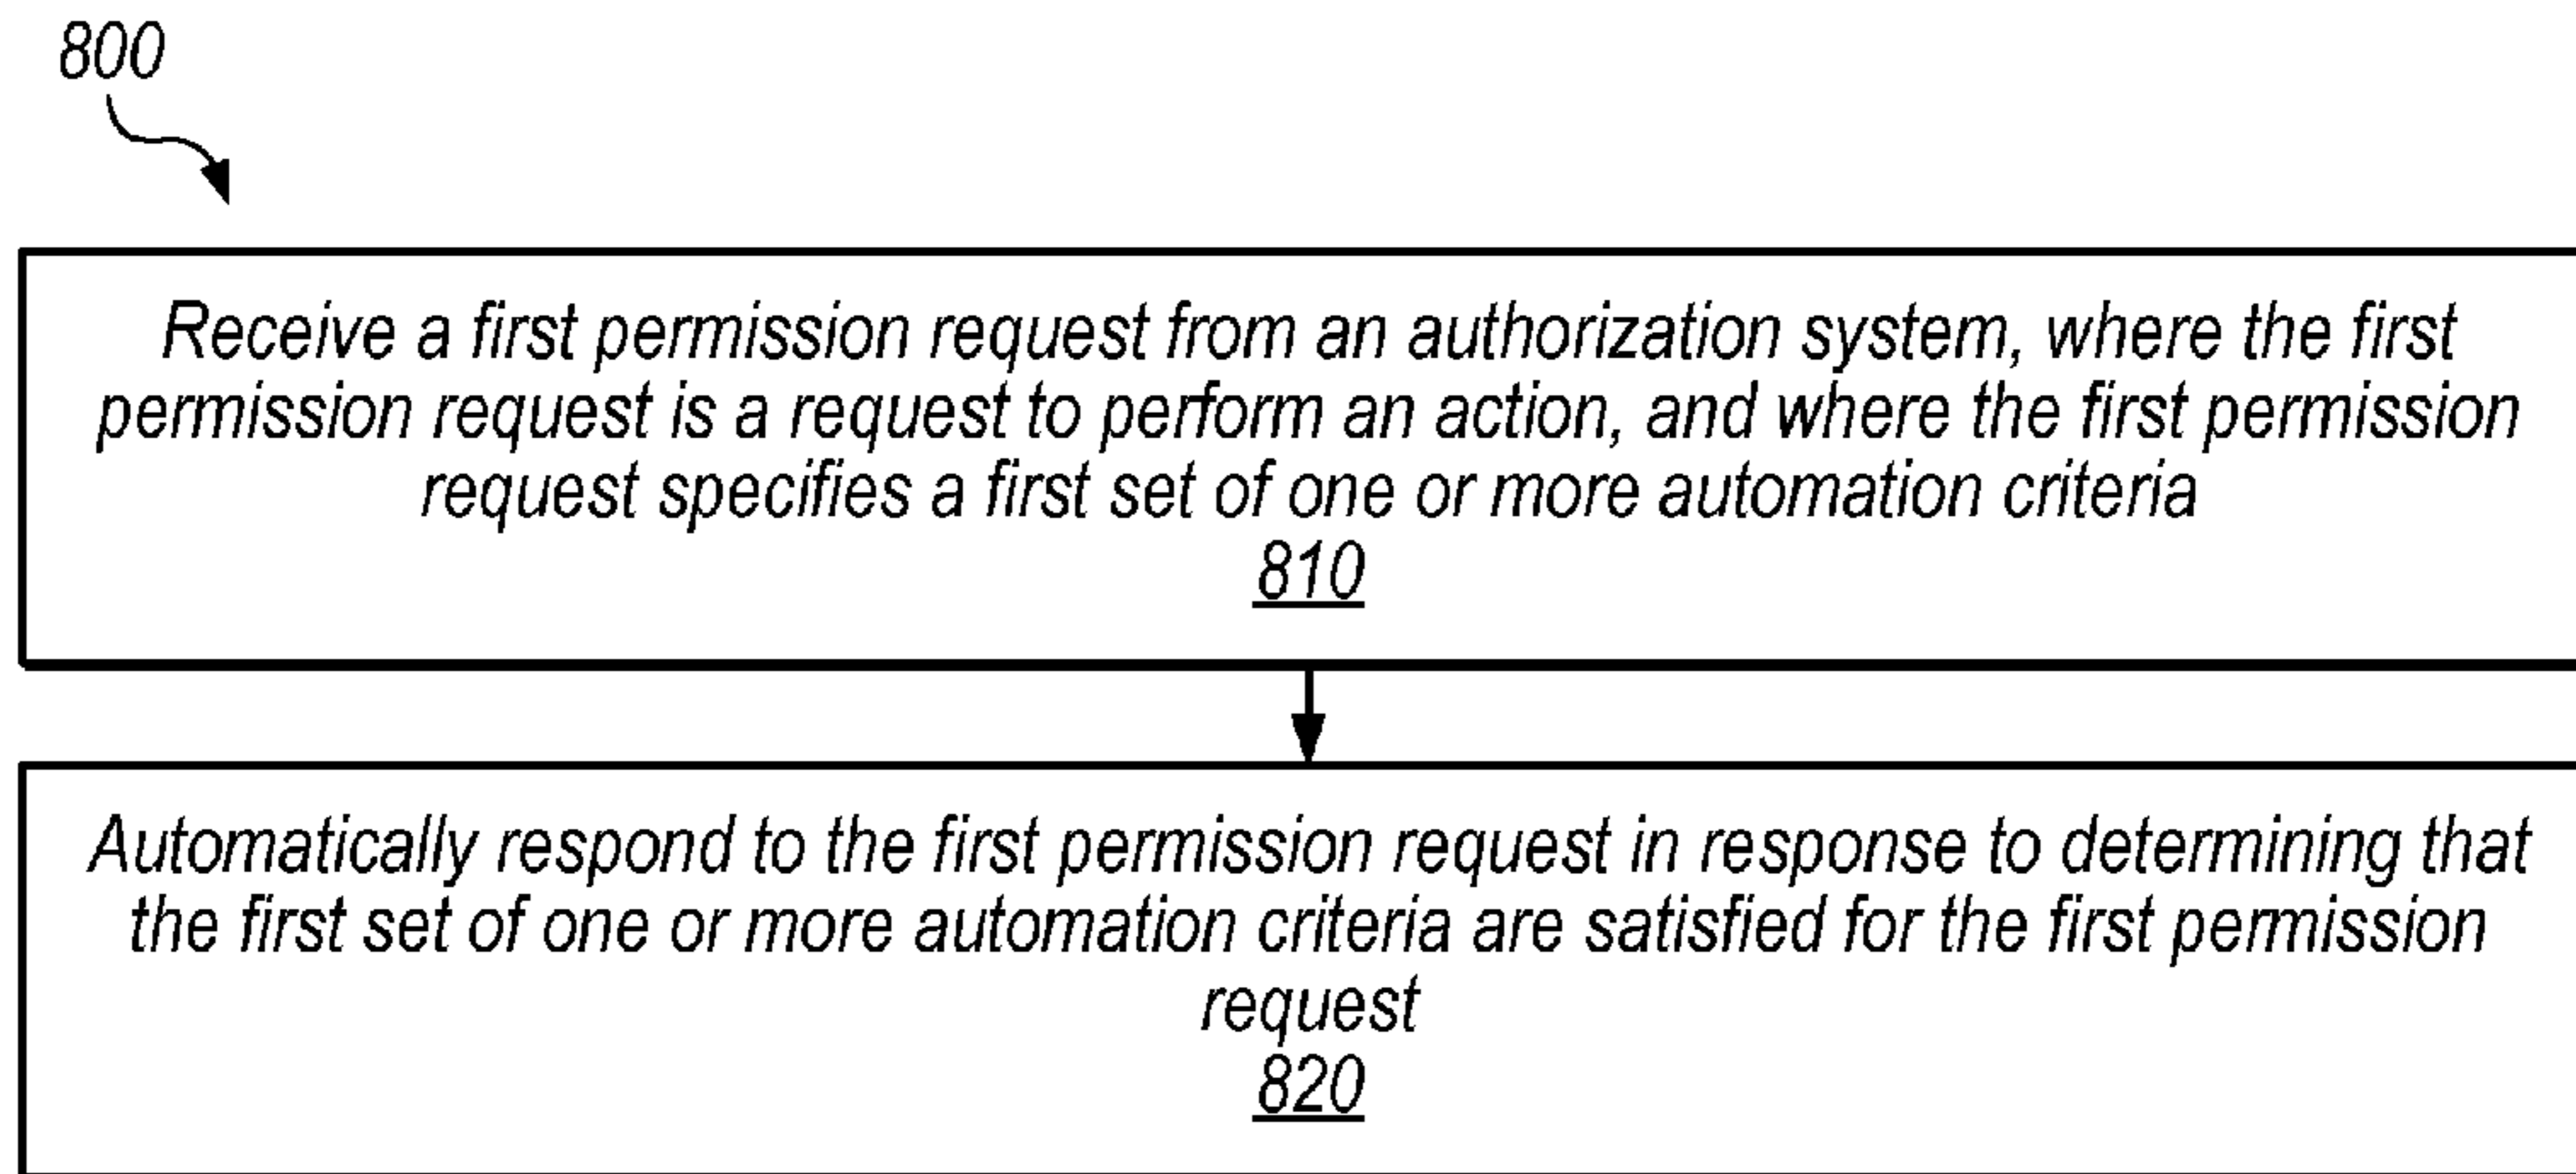 800
Receive a first permission request from an authorization system, where the first
permission request is a request to perform an action, and where the first permission
request specifies a first set of one or more automation criteria
810
Automatically respond to the first permission request in response to determining that
the first set of one or more automation criteria are satisfied for the first permission
request
820